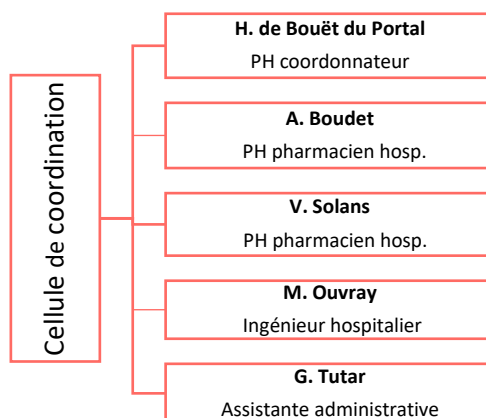 Cellule de coordination
H. de Bouët du Portal
PH coordonnateur
A. Boudet
PH pharmacien hosp.
V. Solans
PH pharmacien hosp.
M. Ouvray
Ingénieur hospitalier
G. Tutar
Assistante administrative